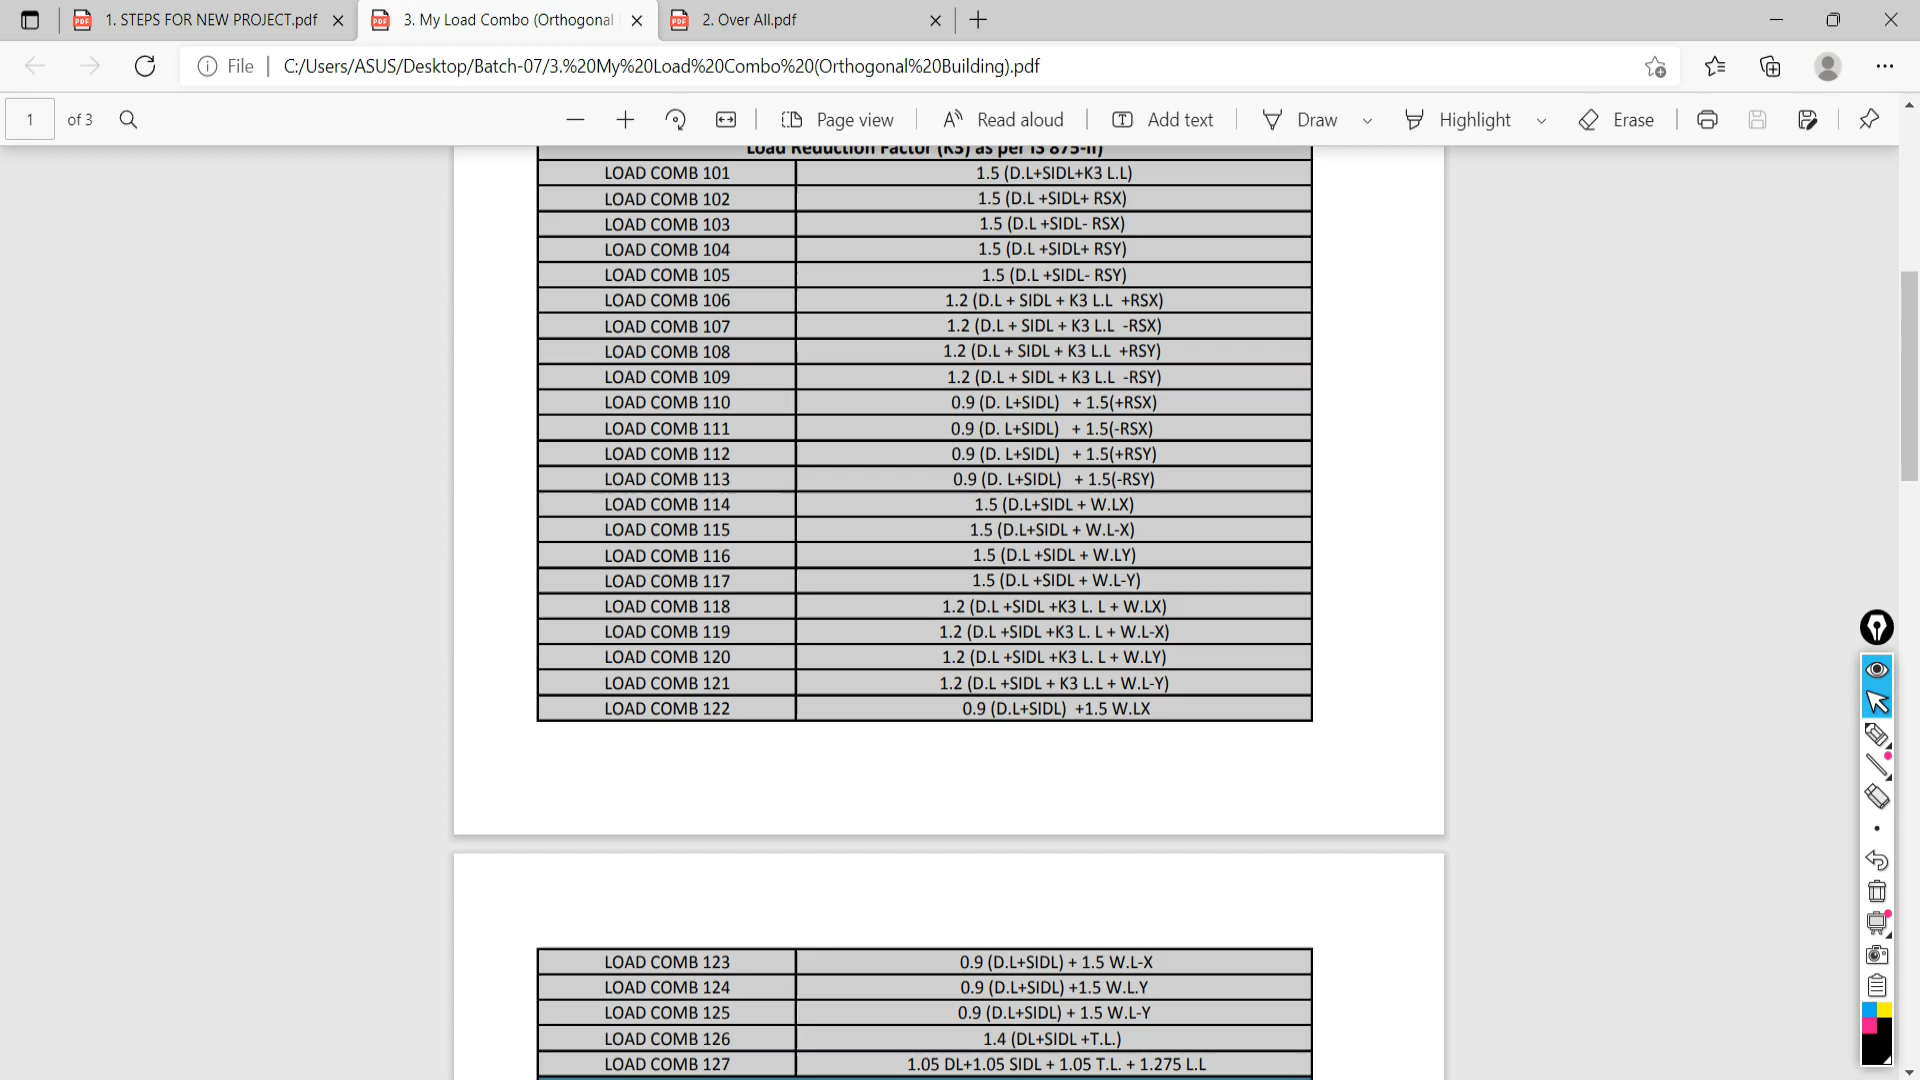 1. STEPS FOR NEW PROJECT.pdf
3. My Load Combo (Orthogonal
2. Over All.pdf
File
C:/Users/ASUS/Desktop/Batch-07/3.%20My%20Load%20Combo%20(Orthogonal%20Building).pdf
1 of 3
Page view
Read aloud
Add text
Draw
Highlight
Erase
Load Reduction Factor (K3) as per IS 875-II)
LOAD COMB 101 1.5 (D.L+SIDL+K3 L.L)
LOAD COMB 102 1.5 (D.L +SIDL+ RSX)
LOAD COMB 103 1.5 (D.L +SIDL- RSX)
LOAD COMB 104 1.5 (D.L +SIDL+ RSY)
LOAD COMB 105 1.5 (D.L +SIDL- RSY)
LOAD COMB 106 1.2 (D.L + SIDL + K3 L.L +RSX)
LOAD COMB 107 1.2 (D.L + SIDL + K3 L.L -RSX)
LOAD COMB 108 1.2 (D.L + SIDL + K3 L.L +RSY)
LOAD COMB 109 1.2 (D.L + SIDL + K3 L.L -RSY)
LOAD COMB 110 0.9 (D. L+SIDL) + 1.5(+RSX)
LOAD COMB 111 0.9 (D. L+SIDL) + 1.5(-RSX)
LOAD COMB 112 0.9 (D. L+SIDL) + 1.5(+RSY)
LOAD COMB 113 0.9 (D. L+SIDL) + 1.5(-RSY)
LOAD COMB 114 1.5 (D.L+SIDL + W.LX)
LOAD COMB 115 1.5 (D.L+SIDL + W.L-X)
LOAD COMB 116 1.5 (D.L +SIDL + W.LY)
LOAD COMB 117 1.5 (D.L +SIDL + W.L-Y)
LOAD COMB 118 1.2 (D.L +SIDL +K3 L. L + W.LX)
LOAD COMB 119 1.2 (D.L +SIDL +K3 L. L + W.L-X)
LOAD COMB 120 1.2 (D.L +SIDL +K3 L. L + W.LY)
LOAD COMB 121 1.2 (D.L +SIDL + K3 L.L + W.L-Y)
LOAD COMB 122 0.9 (D.L+SIDL) +1.5 W.LX
LOAD COMB 123 0.9 (D.L+SIDL) + 1.5 W.L-X
LOAD COMB 124 0.9 (D.L+SIDL) +1.5 W.L.Y
LOAD COMB 125 0.9 (D.L+SIDL) + 1.5 W.L-Y
LOAD COMB 126 1.4 (DL+SIDL +T.L.)
LOAD COMB 127 1.05 DL+1.05 SIDL + 1.05 T.L. + 1.275 L.L